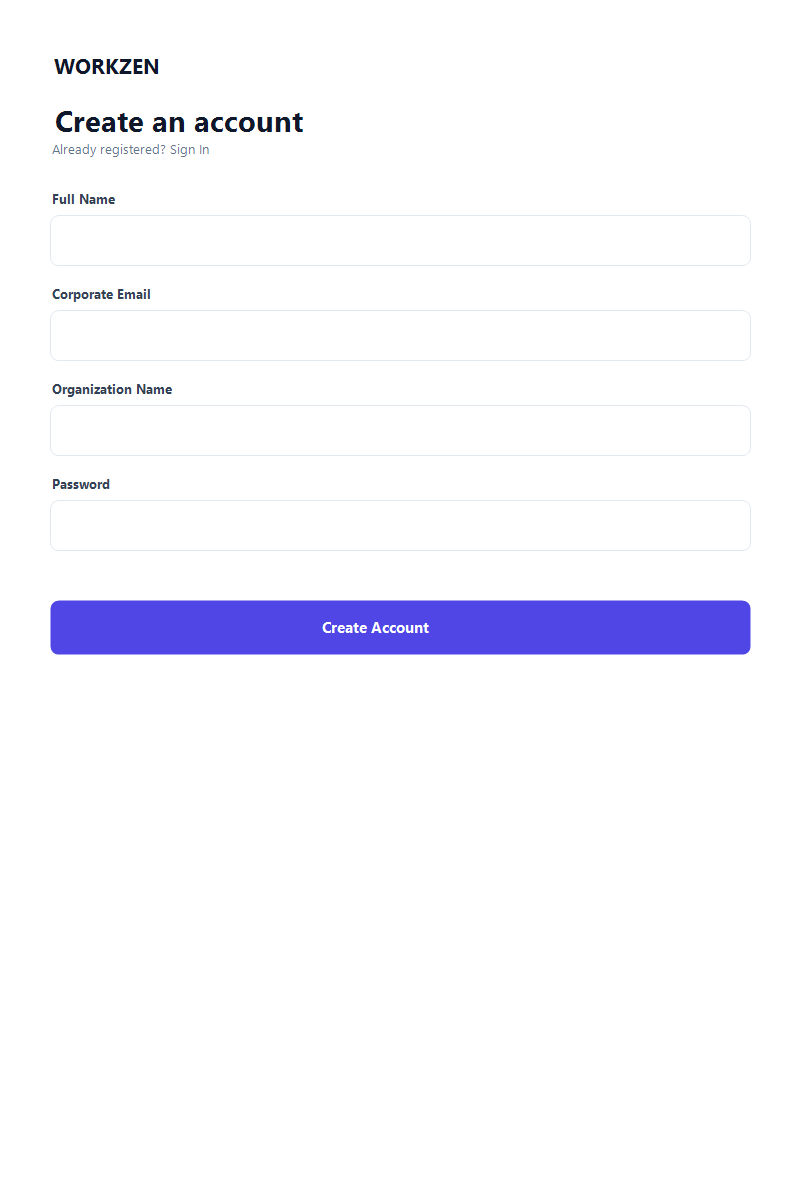 WORKZEN
Create an account
Already registered? Sign In
Full Name
Corporate Email
Organization Name
Password
Create Account